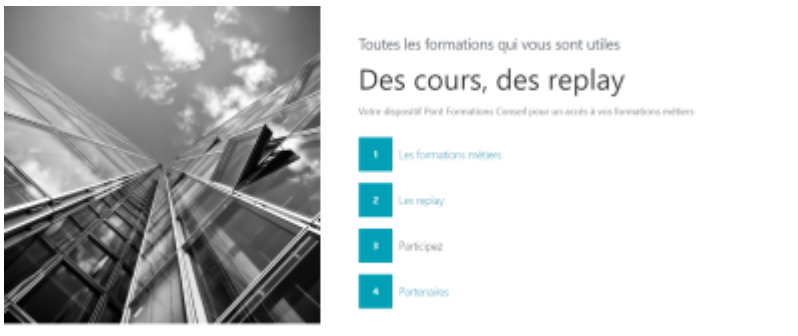 Toutes les formations qui vous sont utiles
Des cours, des replay
Votre dispositif Pont Formations Conseil pour un accès à vos formations métiers
1 Les formations métiers
2 Les replay
3 Participez
4 Partenaires